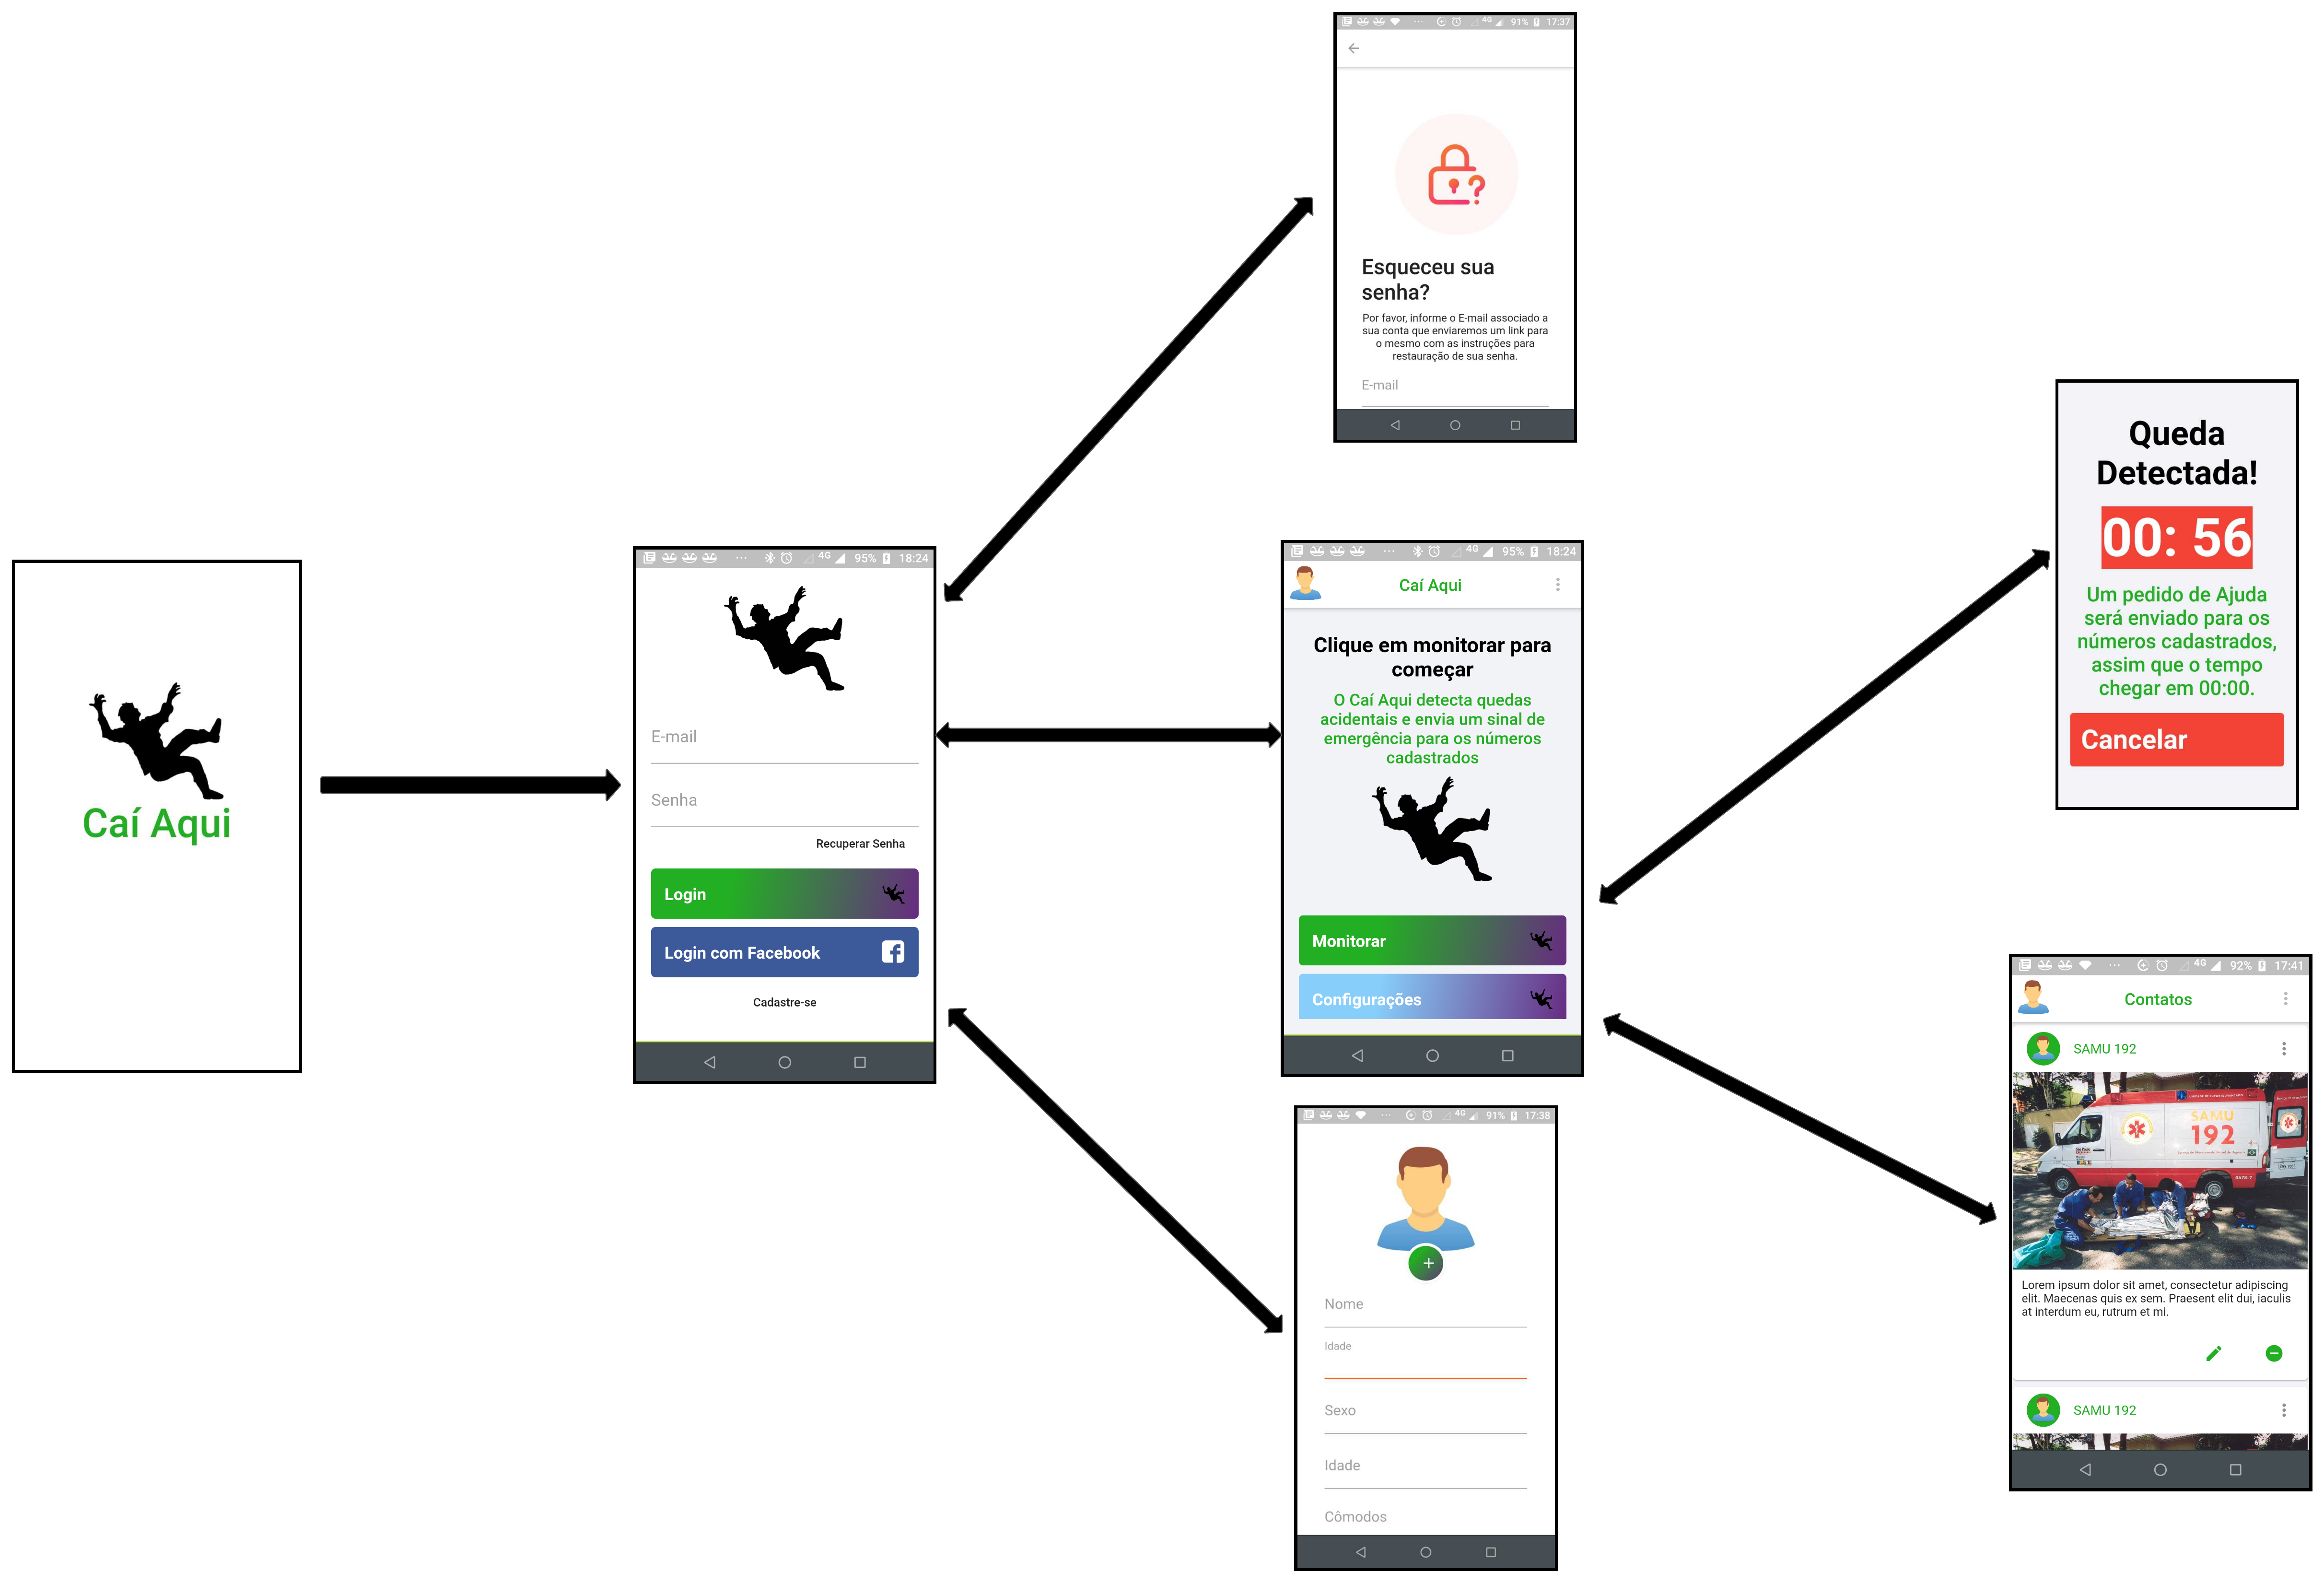 Caí Aqui
4G 95% 18:24
E-mail
Senha
Recuperar Senha
Login
Login com Facebook
Cadastre-se
4G 91% 17:37
Esqueceu sua
senha?
Por favor, informe o E-mail associado a
sua conta que enviaremos um link para
o mesmo com as instruções para
restauração de sua senha.
E-mail
4G 95% 18:24
Caí Aqui
Clique em monitorar para
começar
O Caí Aqui detecta quedas
acidentais e envia um sinal de
emergência para os números
cadastrados
Monitorar
Configurações
4G 91% 17:38
Nome
Idade
Sexo
Idade
Cômodos
Queda
Detectada!
00: 56
Um pedido de Ajuda
será enviado para os
números cadastrados,
assim que o tempo
chegar em 00:00.
Cancelar
4G 92% 17:41
Contatos
SAMU 192
SAMU
192
Lorem ipsum dolor sit amet, consectetur adipiscing
elit. Maecenas quis ex sem. Praesent elit dui, iaculis
at interdum eu, rutrum et mi.
SAMU 192